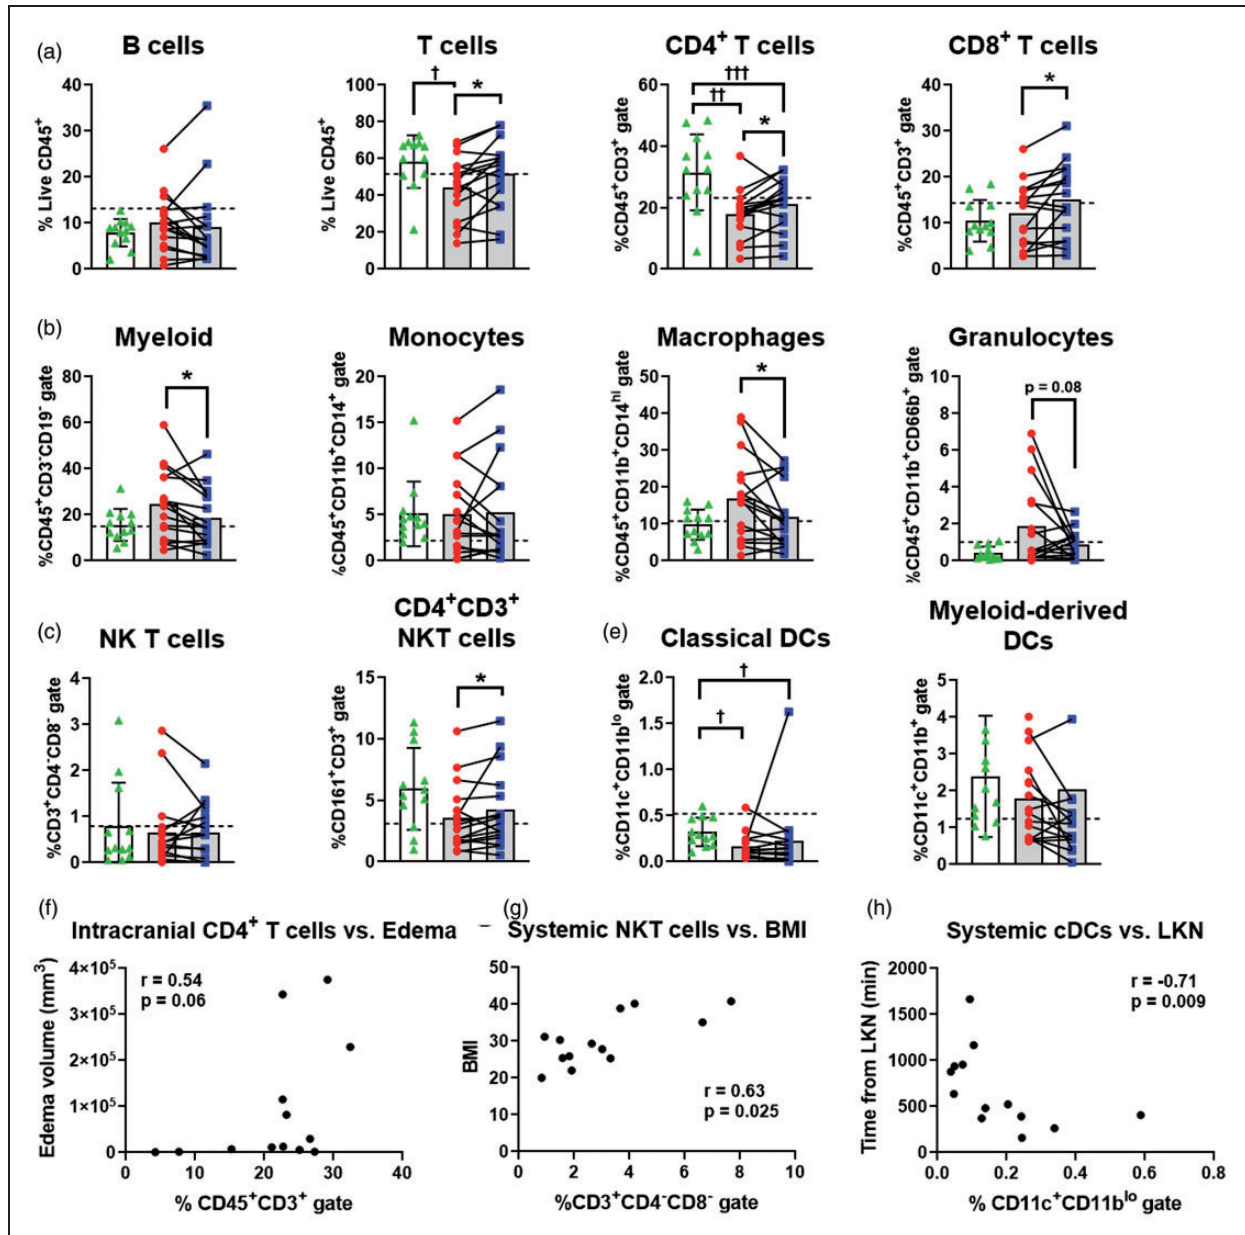 (a)
B cells
T cells
CD4⁺ T cells
CD8⁺ T cells
% Live CD45⁺
40
30
20
10
0
% Live CD45⁺
100
80
60
40
20
0
†
*
%CD45⁺CD3⁺ gate
60
40
20
0
†††
††
*
%CD45⁺CD3⁺ gate
40
30
20
10
0
*
(b)
Myeloid
Monocytes
Macrophages
Granulocytes
%CD45⁺CD3⁻CD19⁻ gate
80
60
40
20
0
*
%CD45⁺CD11b⁺CD14⁺ gate
20
15
10
5
0
%CD45⁺CD11b⁺CD14ʰⁱ gate
50
40
30
20
10
0
*
%CD45⁺CD11b⁺CD66b⁺ gate
10
8
6
4
2
0
p = 0.08
(c)
NK T cells
CD4⁺CD3⁺
NKT cells
(e)
Classical DCs
Myeloid-derived
DCs
%CD3⁺CD4⁻CD8⁻ gate
4
3
2
1
0
%CD161⁺CD3⁺ gate
15
10
5
0
*
%CD11c⁺CD11bˡᵒ gate
2.0
1.5
1.0
0.5
0.0
†
†
%CD11c⁺CD11b⁺ gate
5
4
3
2
1
0
(f)
Intracranial CD4⁺ T cells vs. Edema
Edema volume (mm³)
4×10⁵
3×10⁵
2×10⁵
1×10⁵
0
r = 0.54
p = 0.06
0 10 20 30 40
% CD45⁺CD3⁺ gate
(g)
Systemic NKT cells vs. BMI
BMI
50
40
30
20
10
0
r = 0.63
p = 0.025
0 2 4 6 8 10
%CD3⁺CD4⁻CD8⁻ gate
(h)
Systemic cDCs vs. LKN
Time from LKN (min)
2000
1500
1000
500
0
r = -0.71
p = 0.009
0.0 0.2 0.4 0.6 0.8
% CD11c⁺CD11bˡᵒ gate